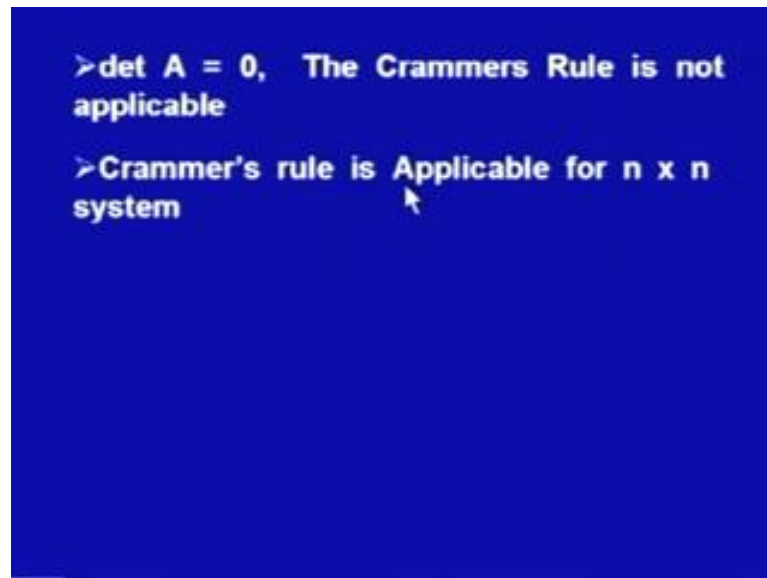 ➢det A = 0, The Crammers Rule is not
applicable
➢Crammer's rule is Applicable for n x n
system